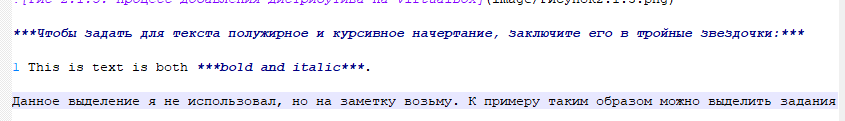 ![Рис 2.1.3: Процесс добавления дистрибутива на VirtualBox](image/рисунок2.1.3.png)
***Чтобы задать для текста полужирное и курсивное начертание, заключите его в тройные звездочки:***
1 This is text is both ***bold and italic***.
Данное выделение я не использовал, но на заметку возьму. К примеру таким образом можно выделить задания